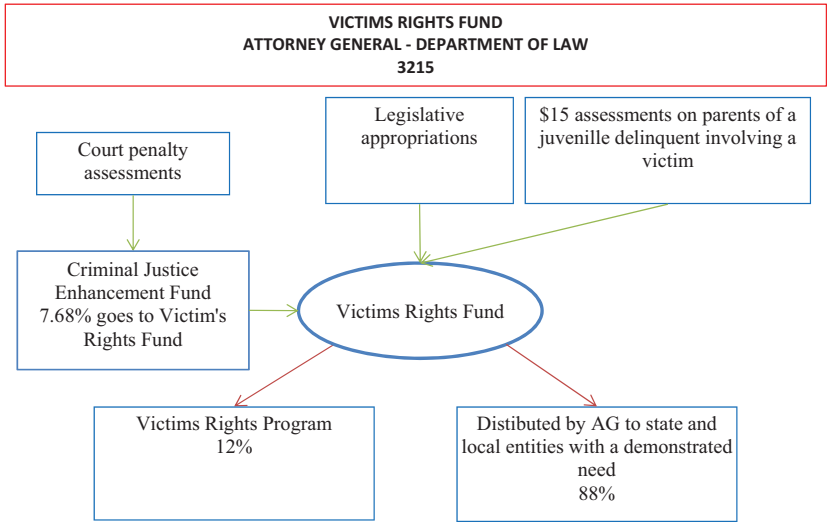 VICTIMS RIGHTS FUND
ATTORNEY GENERAL - DEPARTMENT OF LAW
3215
Legislative
appropriations
$15 assessments on parents of a
juvenille delinquent involving a
victim
Court penalty
assessments
Criminal Justice
Enhancement Fund
7.68% goes to Victim's
Rights Fund
Victims Rights Fund
Victims Rights Program
12%
Distibuted by AG to state and
local entities with a demonstrated
need
88%